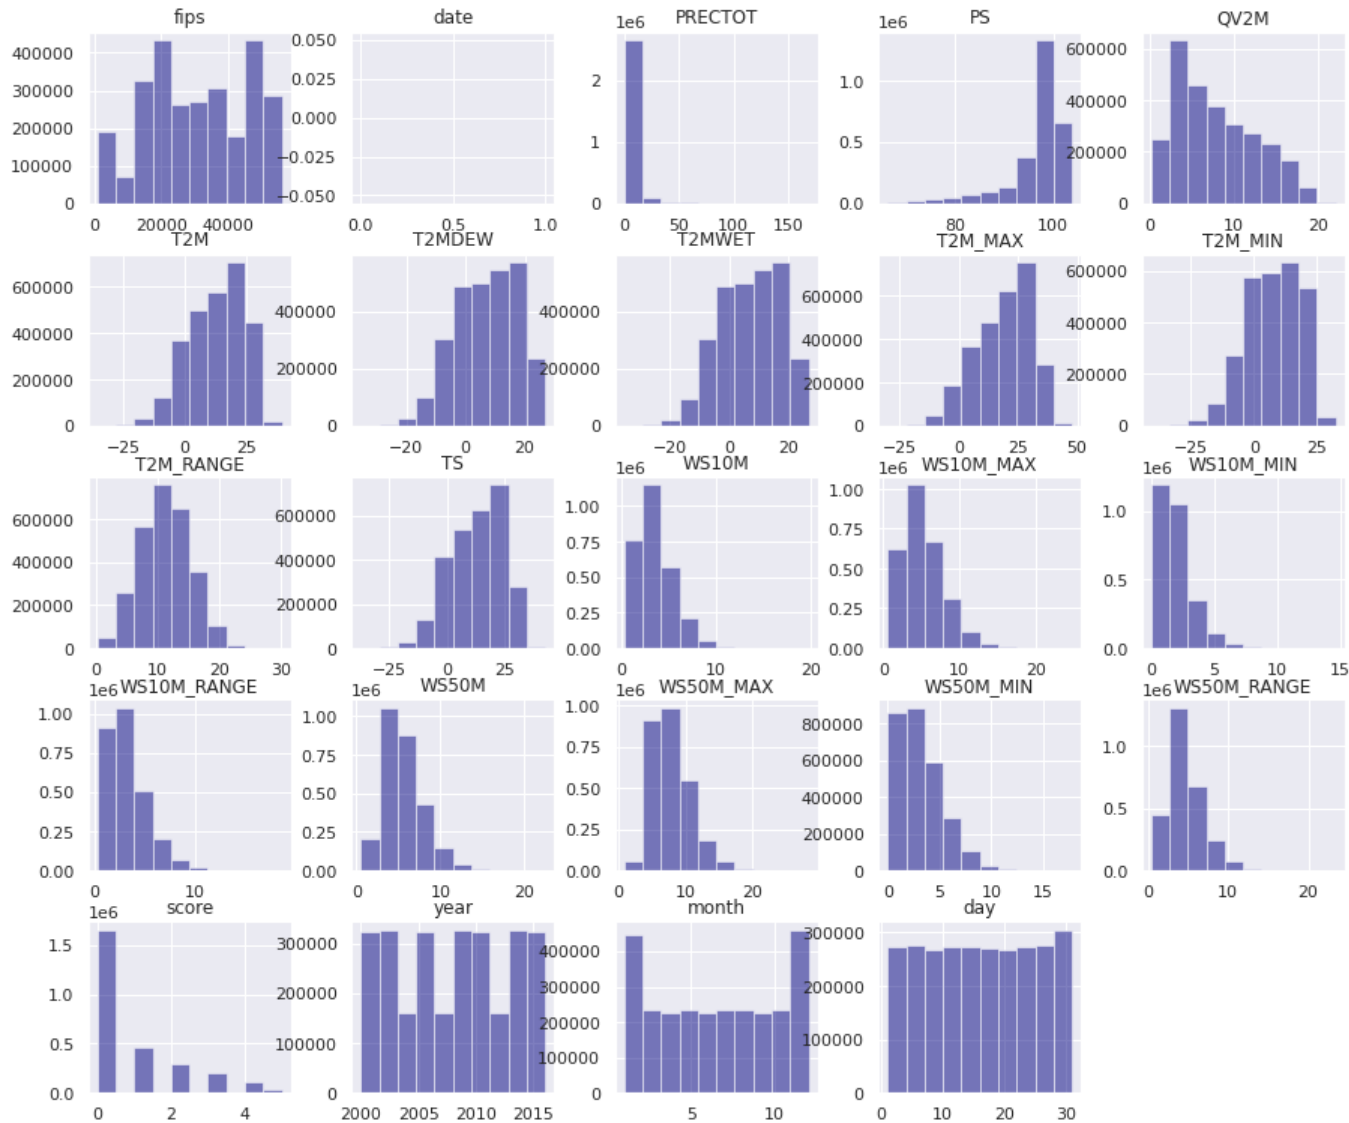 fips date PRECTOT PS QV2M
1e6 1e6
400000 300000 200000 100000 0
0.050 0.025 0.000 −0.025 −0.050
2 1 0
1.0 0.5 0.0
600000 400000 200000 0
0 20000 40000
0.0 0.5 1.0
0 50 100 150
80 100
0 10 20
T2M T2MDEW T2MWET T2M_MAX T2M_MIN
600000 400000 200000 0
400000 200000 0
400000 200000 0
600000 400000 200000 0
600000 400000 200000 0
−25 0 25
−20 0 20
−20 0 20
−25 0 25 50
−25 0 25
T2M_RANGE TS WS10M WS10M_MAX WS10M_MIN
1e6 1e6 1e6
600000 400000 200000 0
600000 400000 200000 0
1.00 0.75 0.50 0.25 0.00
1.00 0.75 0.50 0.25 0.00
1.0 0.5 0.0
0 10 20 30
−25 0 25
0 10 20
0 10 20
0 5 10 15
WS10M_RANGE WS50M WS50M_MAX WS50M_MIN WS50M_RANGE
1e6 1e6 1e6 1e6
1.00 0.75 0.50 0.25 0.00
1.00 0.75 0.50 0.25 0.00
1.00 0.75 0.50 0.25 0.00
800000 600000 400000 200000 0
1.0 0.5 0.0
0 10
0 10 20
0 10 20
0 5 10 15
0 10 20
score year month day
1e6
1.5 1.0 0.5 0.0
300000 200000 100000 0
400000 300000 200000 100000 0
300000 200000 100000 0
0 2 4
2000 2005 2010 2015
5 10
0 10 20 30